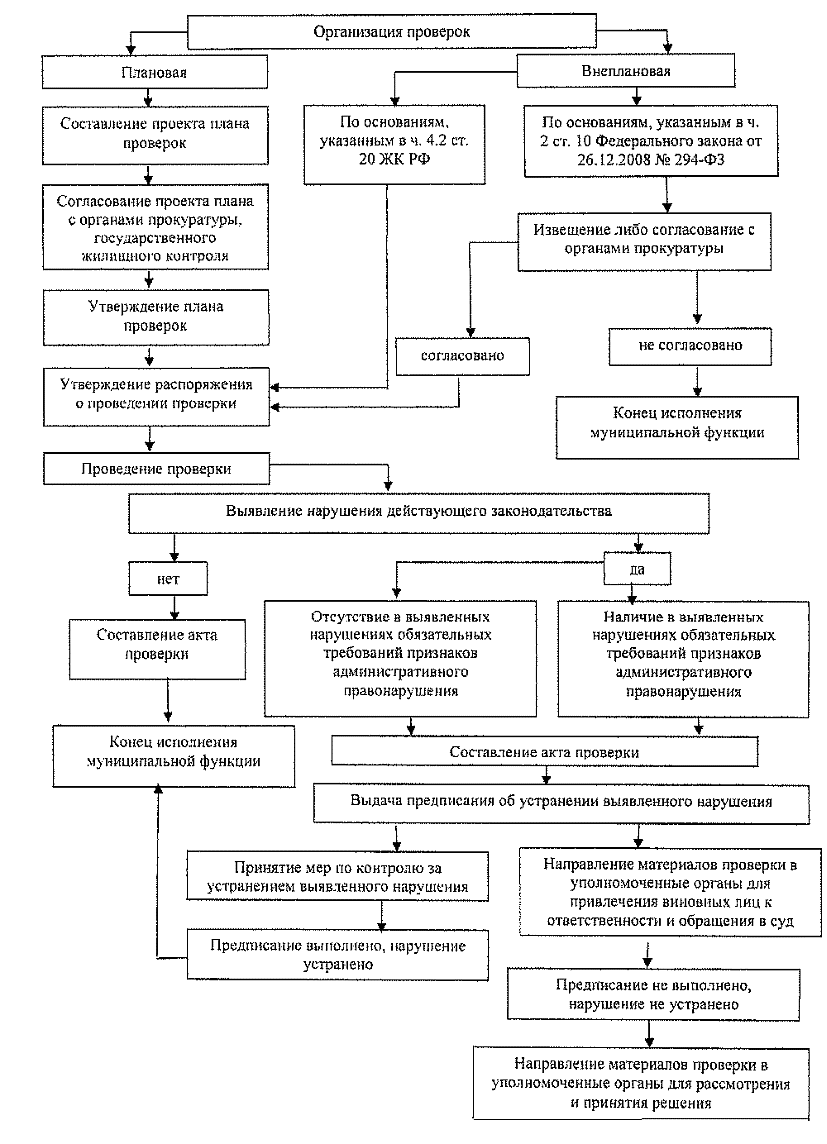 Организация проверок
Плановая
Внеплановая
Составление проекта плана
проверок
По основаниям,
указанным в ч. 4.2 ст.
20 ЖК РФ
По основаниям, указанным в ч.
2 ст. 10 Федерального закона от
26.12.2008 № 294-ФЗ
Согласование проекта плана
с органами прокуратуры,
государственного
жилищного контроля
Извещение либо согласование с
органами прокуратуры
Утверждение плана
проверок
согласовано
не согласовано
Утверждение распоряжения
о проведении проверки
Конец исполнения
муниципальной функции
Проведение проверки
Выявление нарушения действующего законодательства
нет
да
Составление акта
проверки
Отсутствие в выявленных
нарушениях обязательных
требований признаков
административного
правонарушения
Наличие в выявленных
нарушениях обязательных
требований признаков
административного
правонарушения
Конец исполнения
муниципальной функции
Составление акта проверки
Выдача предписания об устранении выявленного нарушения
Принятие мер по контролю за
устранением выявленного нарушения
Направление материалов проверки в
уполномоченные органы для
привлечения виновных лиц к
ответственности и обращения в суд
Предписание выполнено, нарушение
устранено
Предписание не выполнено,
нарушение не устранено
Направление материалов проверки в
уполномоченные органы для рассмотрения
и принятия решения